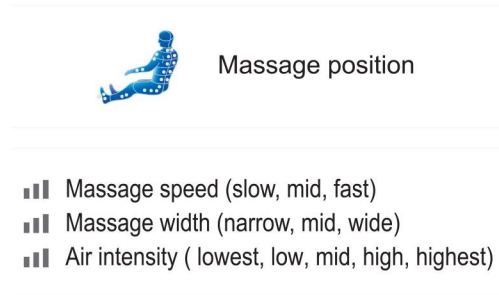 Massage position
Massage speed (slow, mid, fast)
Massage width (narrow, mid, wide)
Air intensity ( lowest, low, mid, high, highest)